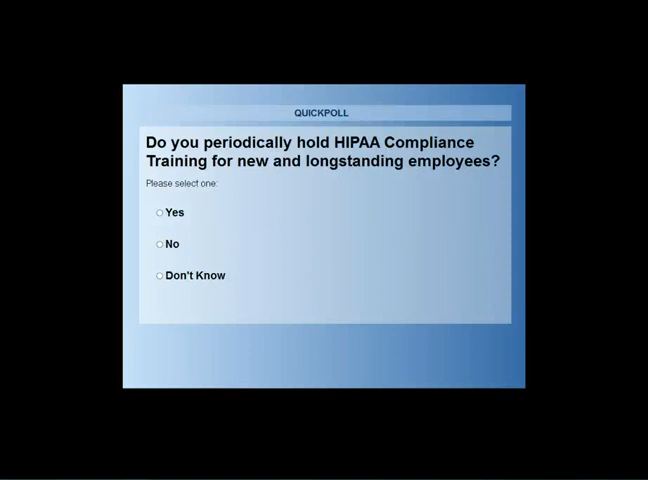 QUICKPOLL
Do you periodically hold HIPAA Compliance
Training for new and longstanding employees?
Please select one:
Yes
No
Don't Know